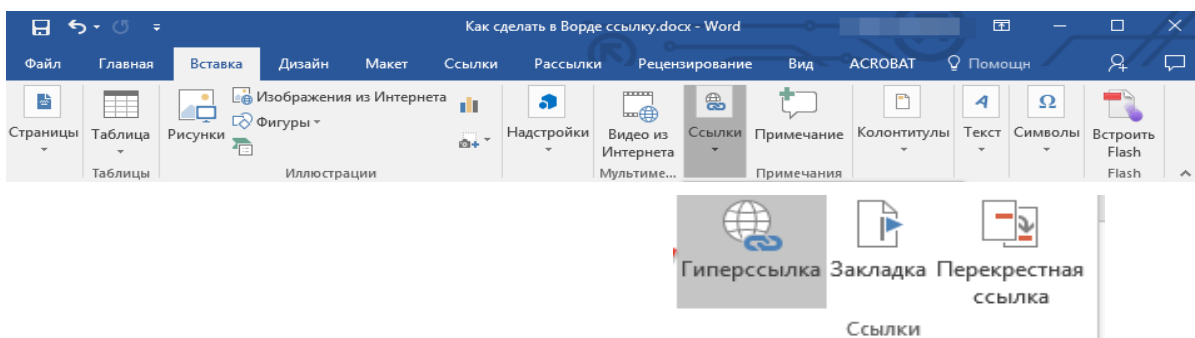 Как сделать в Ворде ссылку.docx - Word
Файл Главная Вставка Дизайн Макет Ссылки Рассылки Рецензирование Вид ACROBAT Помощн
Страницы Таблица Рисунки Изображения из Интернета Фигуры Надстройки Видео из Интернета Ссылки Примечание Колонтитулы Текст Символы Встроить Flash
Таблицы Иллюстрации Мультиме... Примечания Flash
Гиперссылка Закладка Перекрестная
ссылка
Ссылки